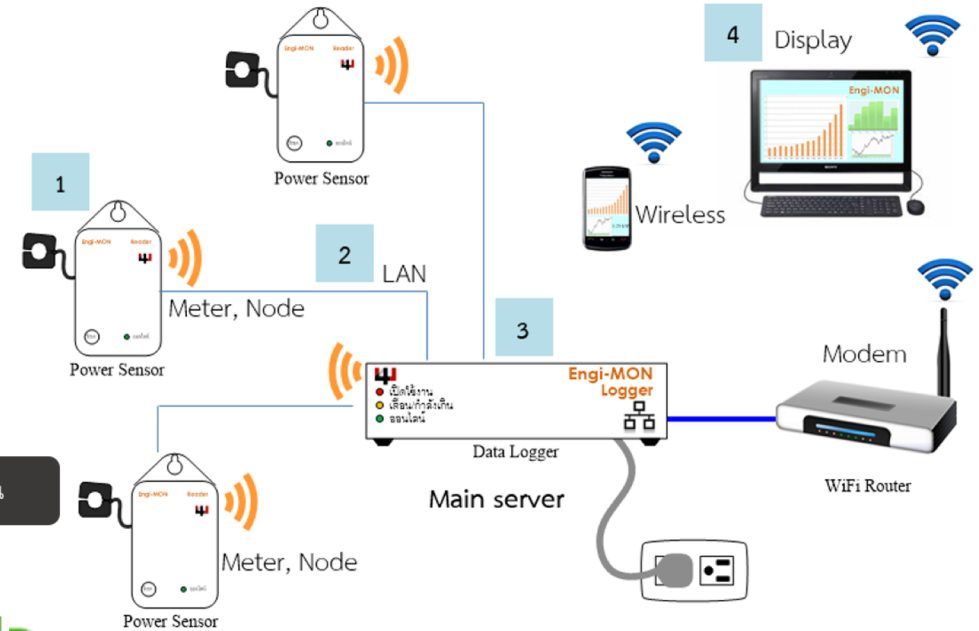 Engi-MON Reader
Power Sensor
4
Display
Engi-MON
Wireless
1
Engi-MON Reader
Power Sensor
Meter, Node
2
LAN
3
Engi-MON
Logger
เปิดใช้งาน
เตือน/กำลังเกิน
ออนไลน์
Data Logger
Main server
Modem
WiFi Router
Engi-MON Reader
Meter, Node
Power Sensor